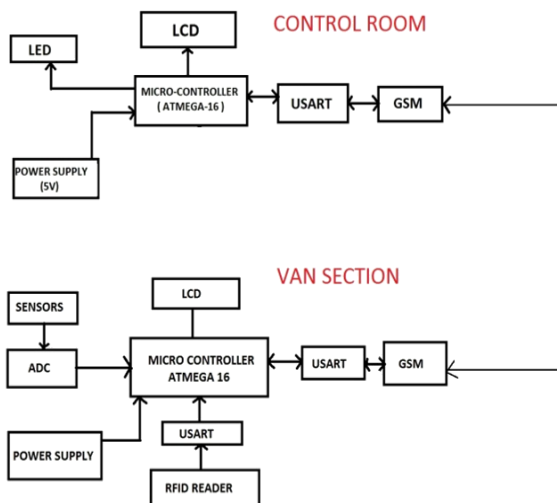 CONTROL ROOM
LCD
LED
MICRO-CONTROLLER
( ATMEGA-16)
USART
GSM
POWER SUPPLY
(5V)
VAN SECTION
LCD
SENSORS
ADC
MICRO CONTROLLER
ATMEGA 16
USART
GSM
USART
POWER SUPPLY
RFID READER